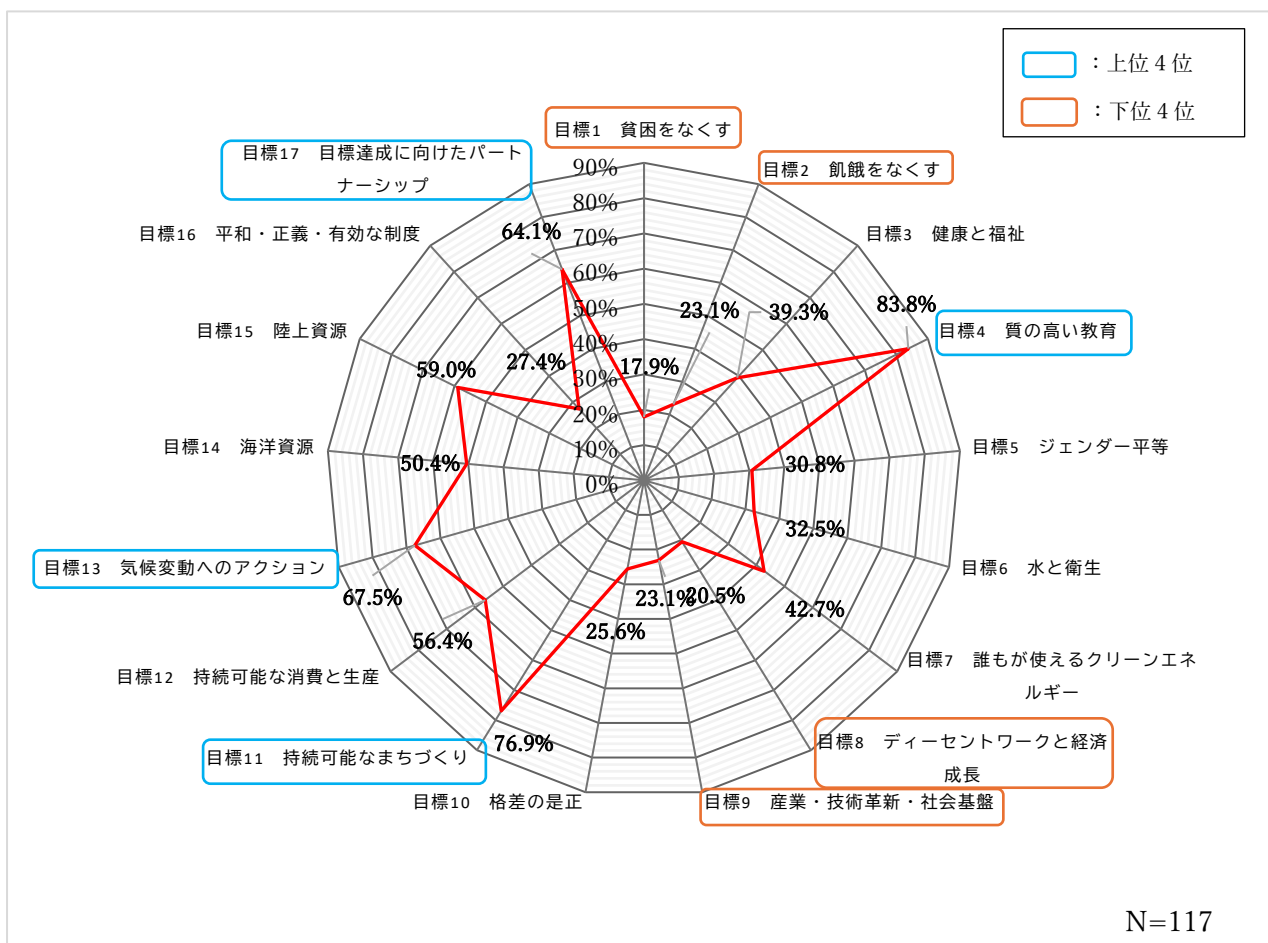 ：上位４位
：下位４位
目標1　貧困をなくす
目標2　飢餓をなくす
目標3　健康と福祉
目標4　質の高い教育
目標5　ジェンダー平等
目標6　水と衛生
目標7　誰もが使えるクリーンエネ
ルギー
目標8　ディーセントワークと経済
成長
目標9　産業・技術革新・社会基盤
目標10　格差の是正
目標11　持続可能なまちづくり
目標12　持続可能な消費と生産
目標13　気候変動へのアクション
目標14　海洋資源
目標15　陸上資源
目標16　平和・正義・有効な制度
目標17　目標達成に向けたパート
ナーシップ
90%
80%
70%
60%
50%
40%
30%
20%
10%
0%
17.9%
23.1%
39.3%
83.8%
30.8%
32.5%
42.7%
20.5%
23.1%
25.6%
76.9%
56.4%
67.5%
50.4%
59.0%
27.4%
64.1%
N=117